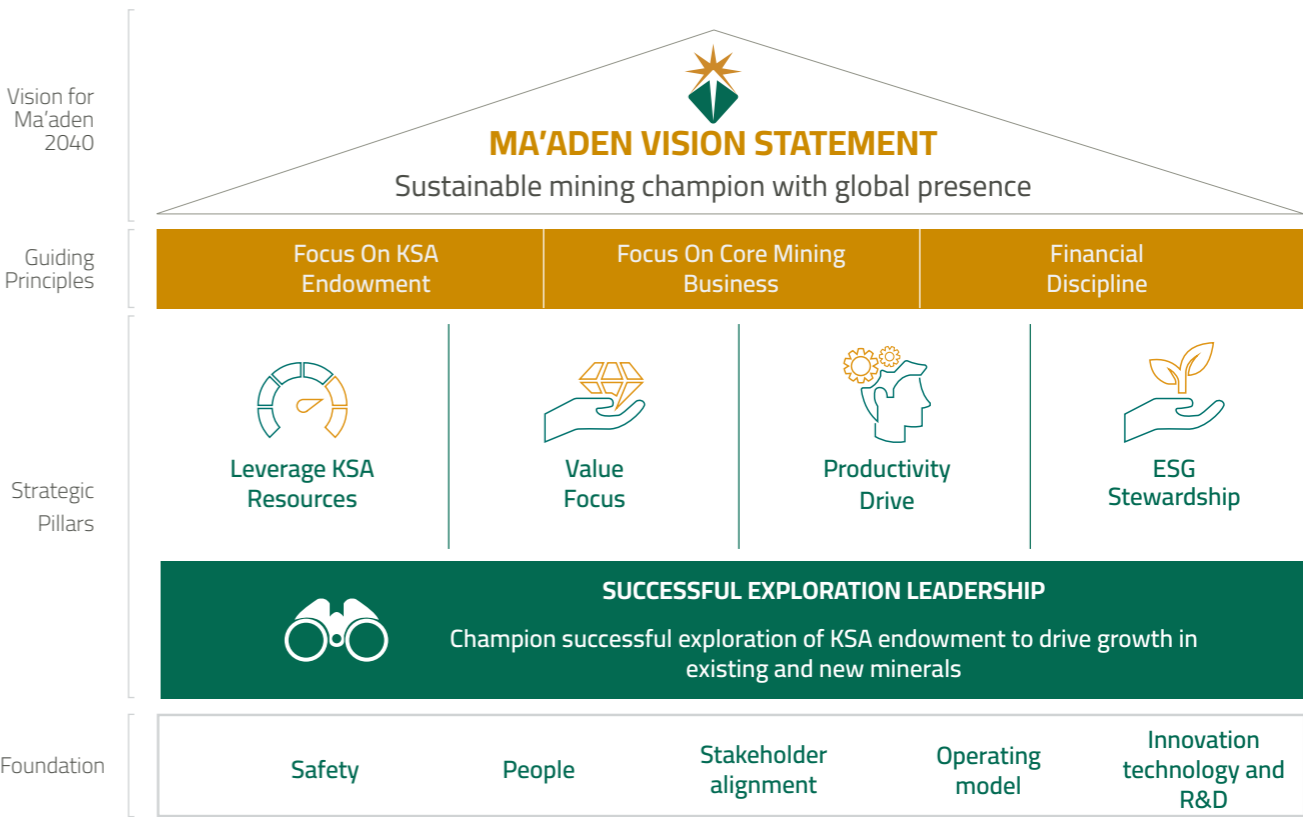 Vision for
Ma'aden
2040
MA'ADEN VISION STATEMENT
Sustainable mining champion with global presence
Guiding
Principles
Focus On KSA
Endowment
Focus On Core Mining
Business
Financial
Discipline
Strategic
Pillars
Leverage KSA
Resources
Value
Focus
Productivity
Drive
ESG
Stewardship
SUCCESSFUL EXPLORATION LEADERSHIP
Champion successful exploration of KSA endowment to drive growth in
existing and new minerals
Foundation
Safety
People
Stakeholder
alignment
Operating
model
Innovation
technology and
R&D